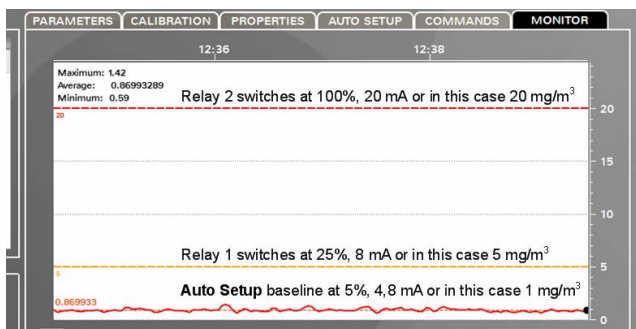 PARAMETERS CALIBRATION PROPERTIES AUTO SETUP COMMANDS MONITOR
12:36 12:38
Maximum: 1.42
Average: 0.86993289
Minimum: 0.59
Relay 2 switches at 100%, 20 mA or in this case 20 mg/m³
20
20
15
10
Relay 1 switches at 25%, 8 mA or in this case 5 mg/m³
5
5
Auto Setup baseline at 5%, 4,8 mA or in this case 1 mg/m³
0.869933
0